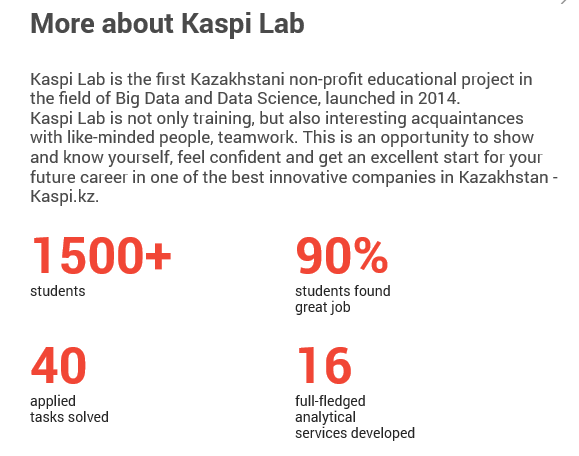 More about Kaspi Lab
Kaspi Lab is the first Kazakhstani non-profit educational project in
the field of Big Data and Data Science, launched in 2014.
Kaspi Lab is not only training, but also interesting acquaintances
with like-minded people, teamwork. This is an opportunity to show
and know yourself, feel confident and get an excellent start for your
future career in one of the best innovative companies in Kazakhstan -
Kaspi.kz.
1500+
students
90%
students found
great job
40
applied
tasks solved
16
full-fledged
analytical
services developed